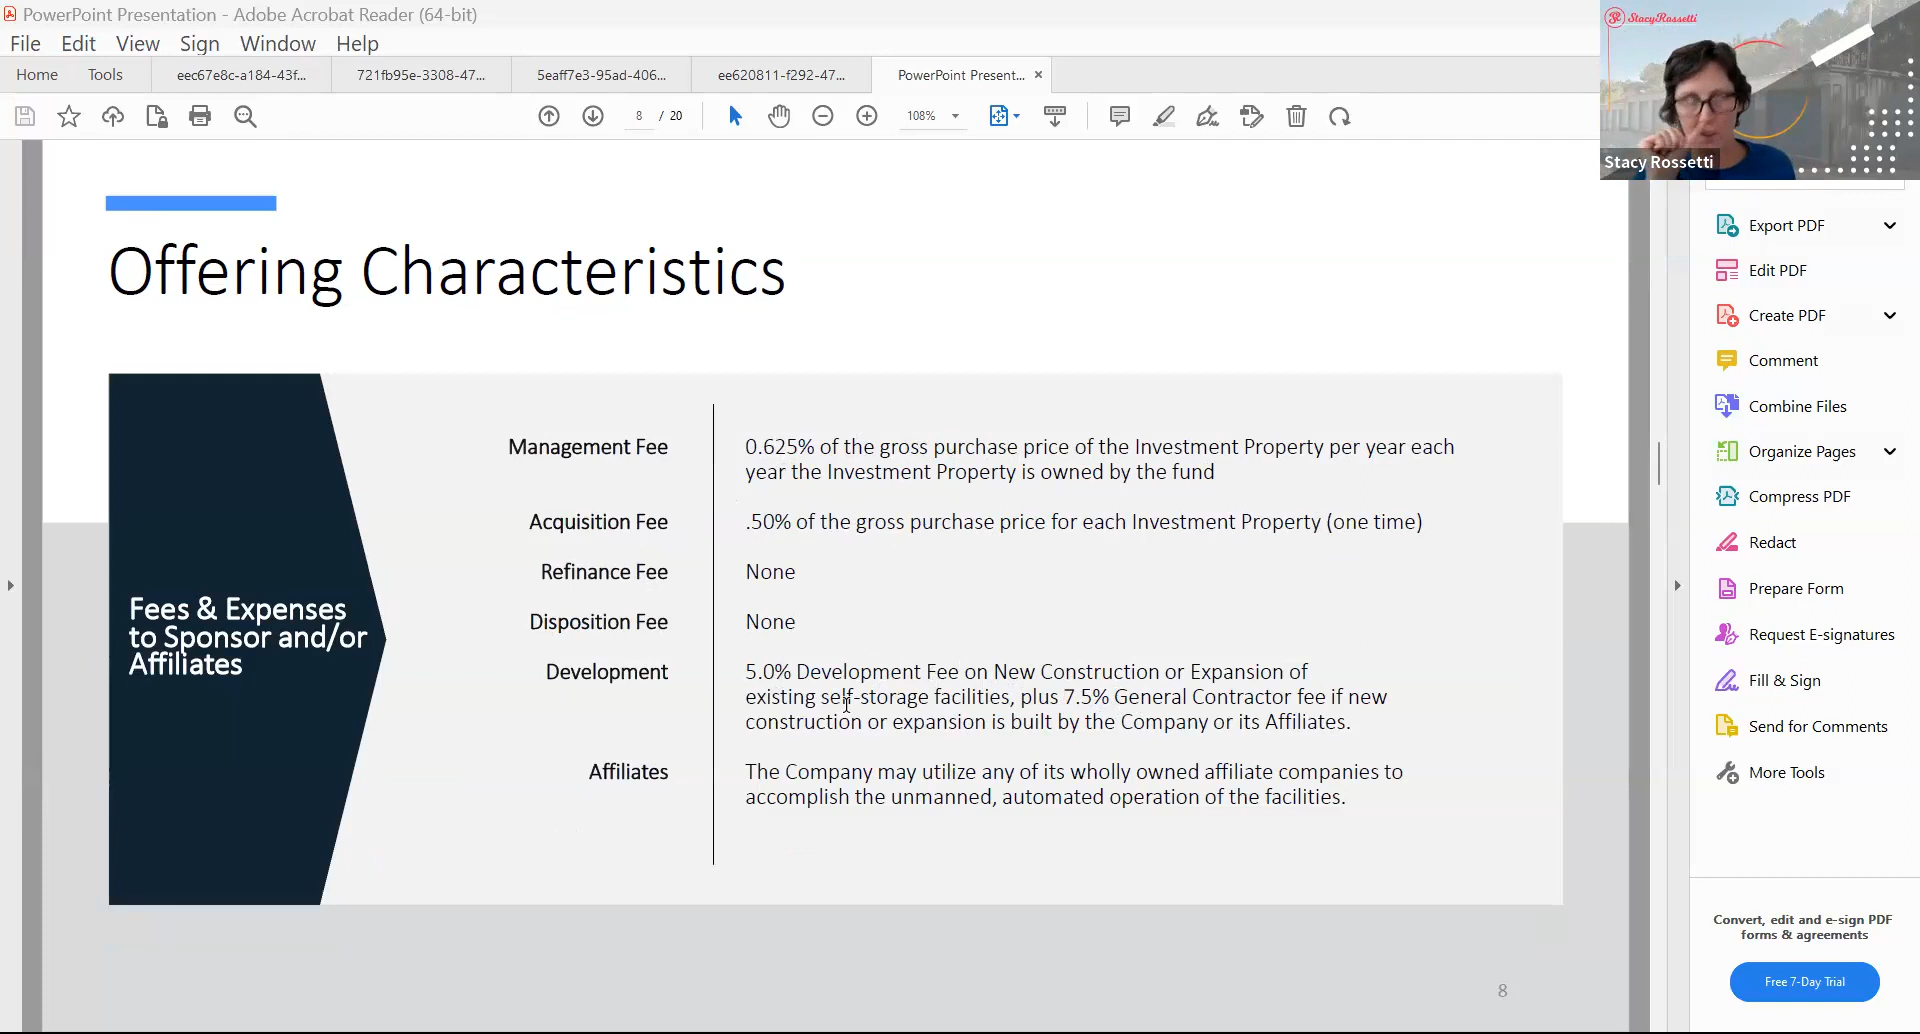 PowerPoint Presentation - Adobe Acrobat Reader (64-bit)
File Edit View Sign Window Help
Home Tools eec67e8c-a184-43f... 721fb95e-3308-47... 5eaff7e3-95ad-406... ee620811-f292-47... PowerPoint Present... ×
8 / 20 108%
StacyRossetti
Stacy Rossetti
Offering Characteristics
Fees & Expenses
to Sponsor and/or
Affiliates
Management Fee
0.625% of the gross purchase price of the Investment Property per year each
year the Investment Property is owned by the fund
Acquisition Fee
.50% of the gross purchase price for each Investment Property (one time)
Refinance Fee
None
Disposition Fee
None
Development
5.0% Development Fee on New Construction or Expansion of
existing self-storage facilities, plus 7.5% General Contractor fee if new
construction or expansion is built by the Company or its Affiliates.
Affiliates
The Company may utilize any of its wholly owned affiliate companies to
accomplish the unmanned, automated operation of the facilities.
8
Export PDF
Edit PDF
Create PDF
Comment
Combine Files
Organize Pages
Compress PDF
Redact
Prepare Form
Request E-signatures
Fill & Sign
Send for Comments
More Tools
Convert, edit and e-sign PDF
forms & agreements
Free 7-Day Trial